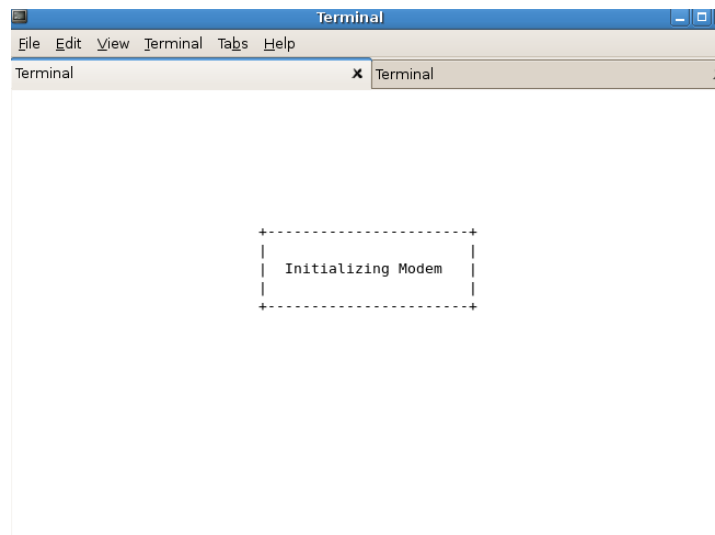 Terminal
File Edit View Terminal Tabs Help
Terminal x Terminal
+-----------------------+
|                       |
|  Initializing Modem   |
|                       |
+-----------------------+